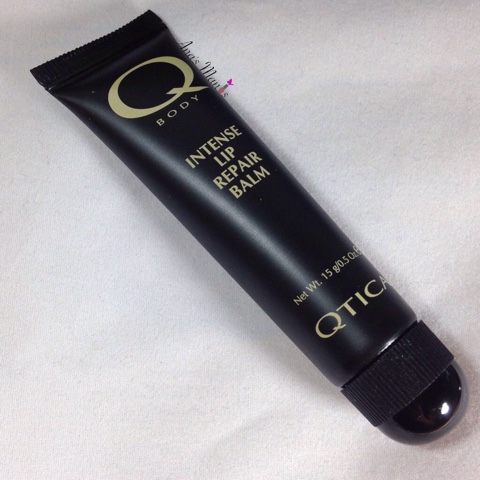 Q
BODY
INTENSE
LIP
REPAIR
BALM
Net Wt. 15 g/0.5 Oz.
QTICA